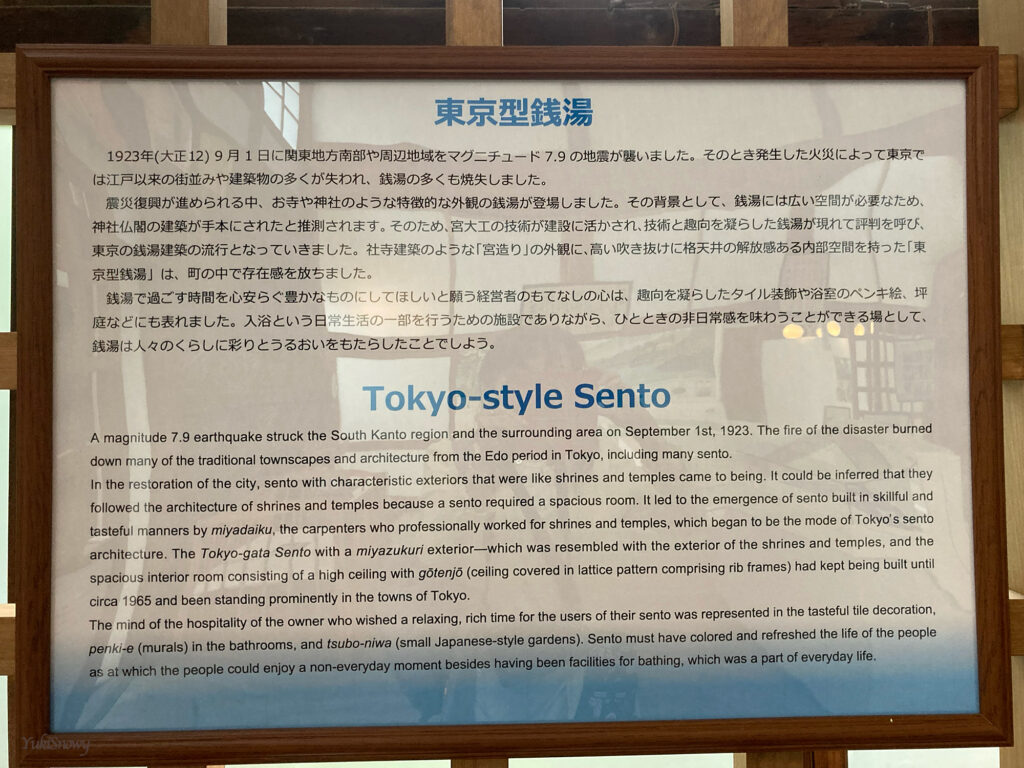 東京型銭湯
1923年(大正12) 9 月 1 日に関東地方南部や周辺地域をマグニチュード 7.9 の地震が襲いました。そのとき発生した火災によって東京で
は江戸以来の街並みや建築物の多くが失われ、銭湯の多くも焼失しました。
震災復興が進められる中、お寺や神社のような特徴的な外観の銭湯が登場しました。その背景として、銭湯には広い空間が必要なため、
神社仏閣の建築が手本にされたと推測されます。そのため、宮大工の技術が建設に活かされ、技術と趣向を凝らした銭湯が現れて評判を呼び、
東京の銭湯建築の流行となっていきました。社寺建築のような「宮造り」の外観に、高い吹き抜けに格天井の解放感ある内部空間を持った「東
京型銭湯」は、町の中で存在感を放ちました。
銭湯で過ごす時間を心安らぐ豊かなものにしてほしいと願う経営者のもてなしの心は、趣向を凝らしたタイル装飾や浴室のペンキ絵、坪
庭などにも表れました。入浴という日常生活の一部を行うための施設でありながら、ひとときの非日常感を味わうことができる場として、
銭湯は人々のくらしに彩りとうるおいをもたらしたことでしょう。
Tokyo-style Sento
A magnitude 7.9 earthquake struck the South Kanto region and the surrounding area on September 1st, 1923. The fire of the disaster burned
down many of the traditional townscapes and architecture from the Edo period in Tokyo, including many sento.
In the restoration of the city, sento with characteristic exteriors that were like shrines and temples came to being. It could be inferred that they
followed the architecture of shrines and temples because a sento required a spacious room. It led to the emergence of sento built in skillful and
tasteful manners by miyadaiku, the carpenters who professionally worked for shrines and temples, which began to be the mode of Tokyo's sento
architecture. The Tokyo-gata Sento with a miyazukuri exterior—which was resembled with the exterior of the shrines and temples, and the
spacious interior room consisting of a high ceiling with gōtenjō (ceiling covered in lattice pattern comprising rib frames) had kept being built until
circa 1965 and been standing prominently in the towns of Tokyo.
The mind of the hospitality of the owner who wished a relaxing, rich time for the users of their sento was represented in the tasteful tile decoration,
penki-e (murals) in the bathrooms, and tsubo-niwa (small Japanese-style gardens). Sento must have colored and refreshed the life of the people
as at which the people could enjoy a non-everyday moment besides having been facilities for bathing, which was a part of everyday life.
YukiSnowy